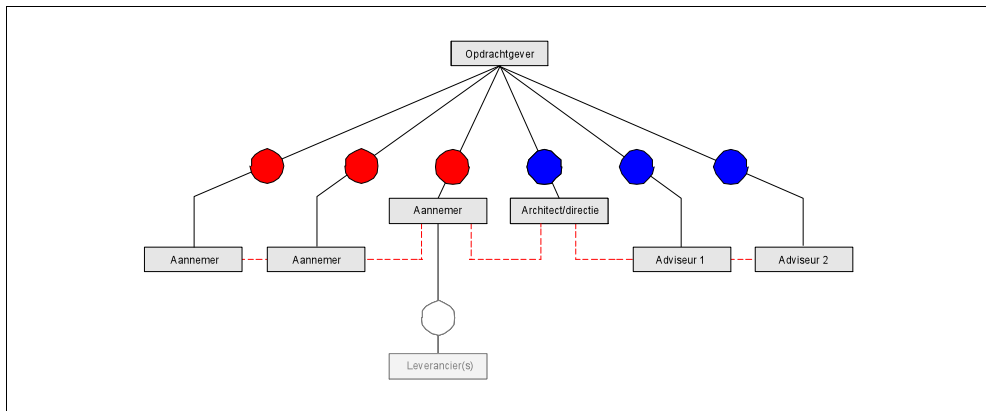 Opdrachtgever
Aannemer
Architect/directie
Aannemer
Aannemer
Adviseur 1
Adviseur 2
Leverancier(s)